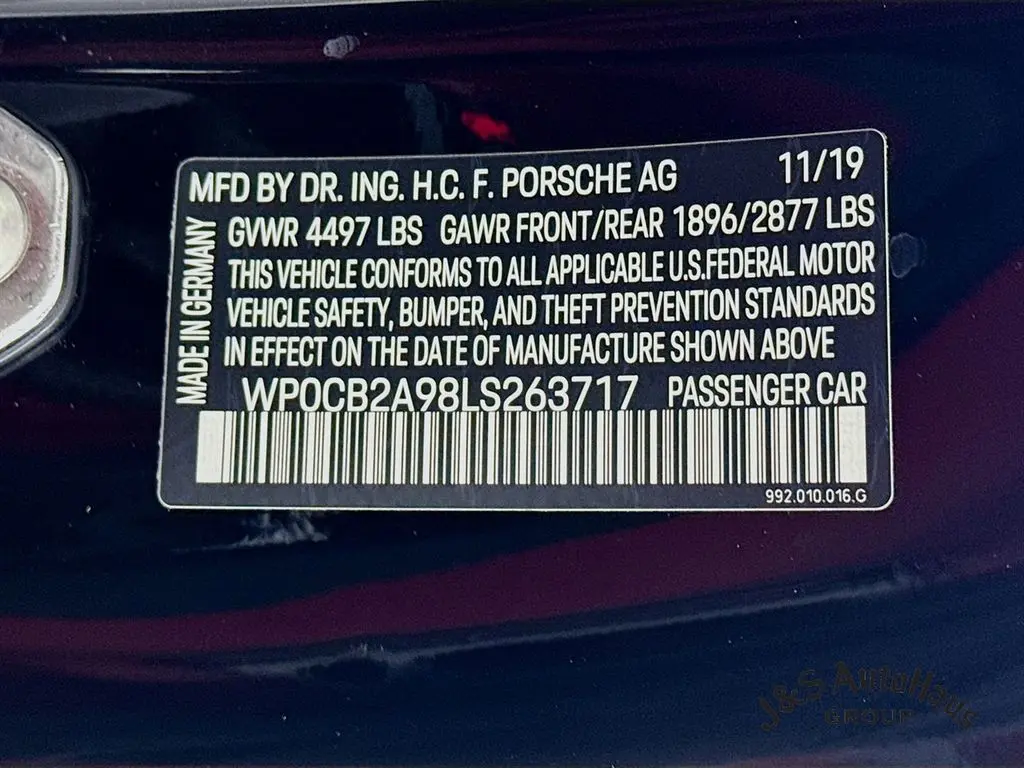 MFD BY DR. ING. H.C. F. PORSCHE AG 11/19
GVWR 4497 LBS GAWR FRONT/REAR 1896/2877 LBS
THIS VEHICLE CONFORMS TO ALL APPLICABLE U.S.FEDERAL MOTOR
VEHICLE SAFETY, BUMPER, AND THEFT PREVENTION STANDARDS
IN EFFECT ON THE DATE OF MANUFACTURE SHOWN ABOVE
WP0CB2A98LS263717 PASSENGER CAR
992.010.016.G
MADE IN GERMANY
J&S AutoHaus
GROUP